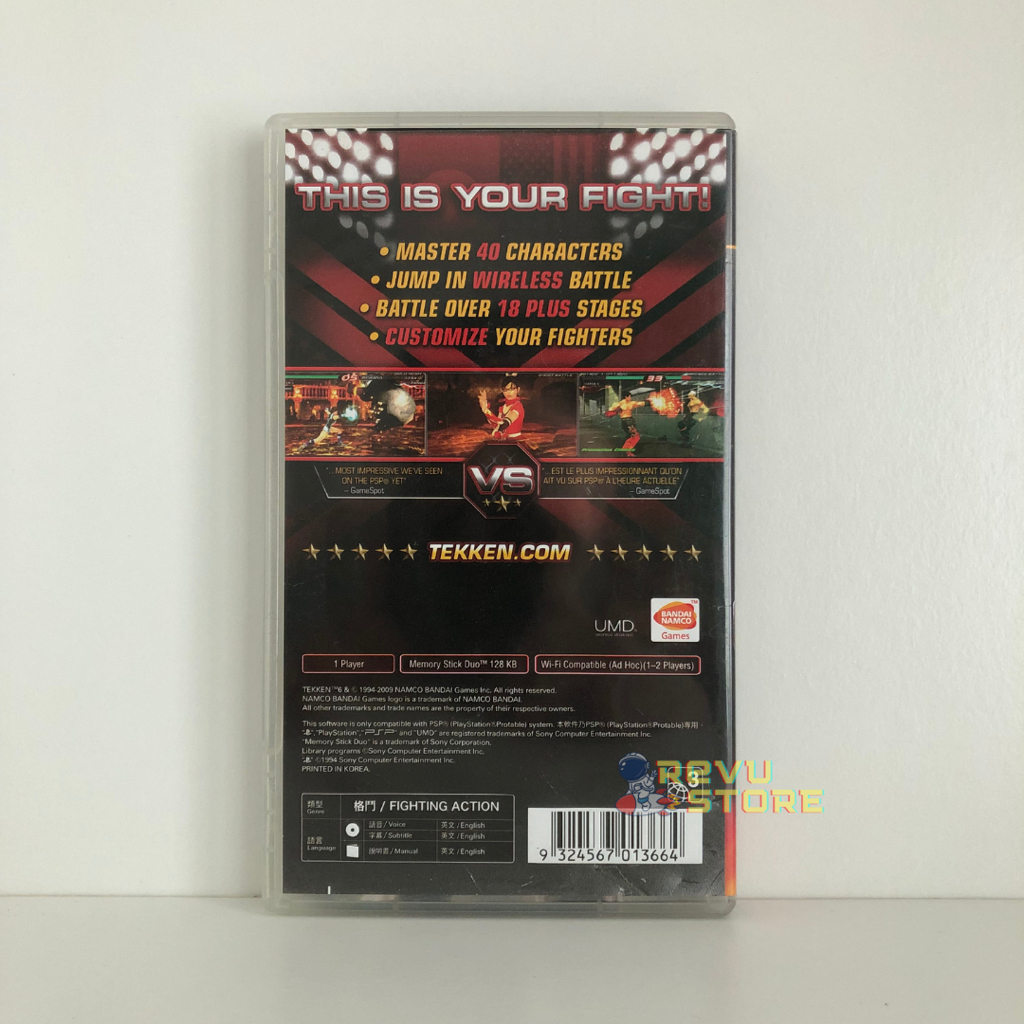 THIS IS YOUR FIGHT!
• MASTER 40 CHARACTERS
• JUMP IN WIRELESS BATTLE
• BATTLE OVER 18 PLUS STAGES
• CUSTOMIZE YOUR FIGHTERS
05
33
"...MOST IMPRESSIVE WE'VE SEEN
ON THE PSP® YET"
– GameSpot
VS
"...EST LE PLUS IMPRESSIONNANT QU'ON
AIT VU SUR PSP® À L'HEURE ACTUELLE"
– GameSpot
TEKKEN.COM
UMD
BANDAI
NAMCO
Games
1 Player
Memory Stick Duo™ 128 KB
Wi-Fi Compatible (Ad Hoc)(1–2 Players)
TEKKEN™6 & © 1994 2009 NAMCO BANDAI Games Inc. All rights reserved.
NAMCO BANDAI Games logo is a trademark of NAMCO BANDAI.
All other trademarks and trade names are the property of their respective owners.
This software is only compatible with PSP® (PlayStation®Protable) system. 本軟件乃PSP® (PlayStation®Protable)專用。
"PlayStation," PSP" and "UMD" are registered trademarks of Sony Computer Entertainment Inc.
"Memory Stick Duo" is a trademark of Sony Corporation.
Library programs ©Sony Computer Entertainment Inc.
©1994 Sony Computer Entertainment Inc.
PRINTED IN KOREA.
3
REVU
STORE
類型
Genre
格鬥 / FIGHTING ACTION
語言
Language
語音 / Voice 英文 / English
字幕 / Subtitle 英文 / English
說明書 / Manual 英文 / English
9 324567 013664